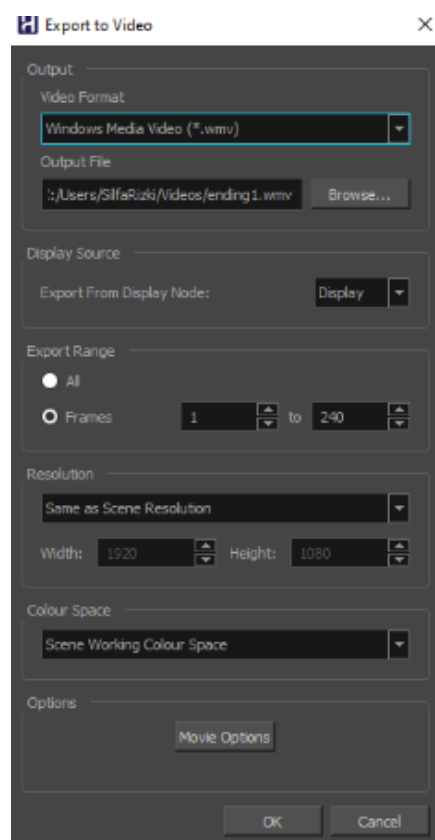 Export to Video
Output
Video Format
Windows Media Video (*.wmv)
Output File
:/Users/SilfaRizki/Videos/ending1.wmv Browse...
Display Source
Export From Display Node: Display
Export Range
All
Frames 1 to 240
Resolution
Same as Scene Resolution
Width: 1920 Height: 1080
Colour Space
Scene Working Colour Space
Options
Movie Options
OK Cancel